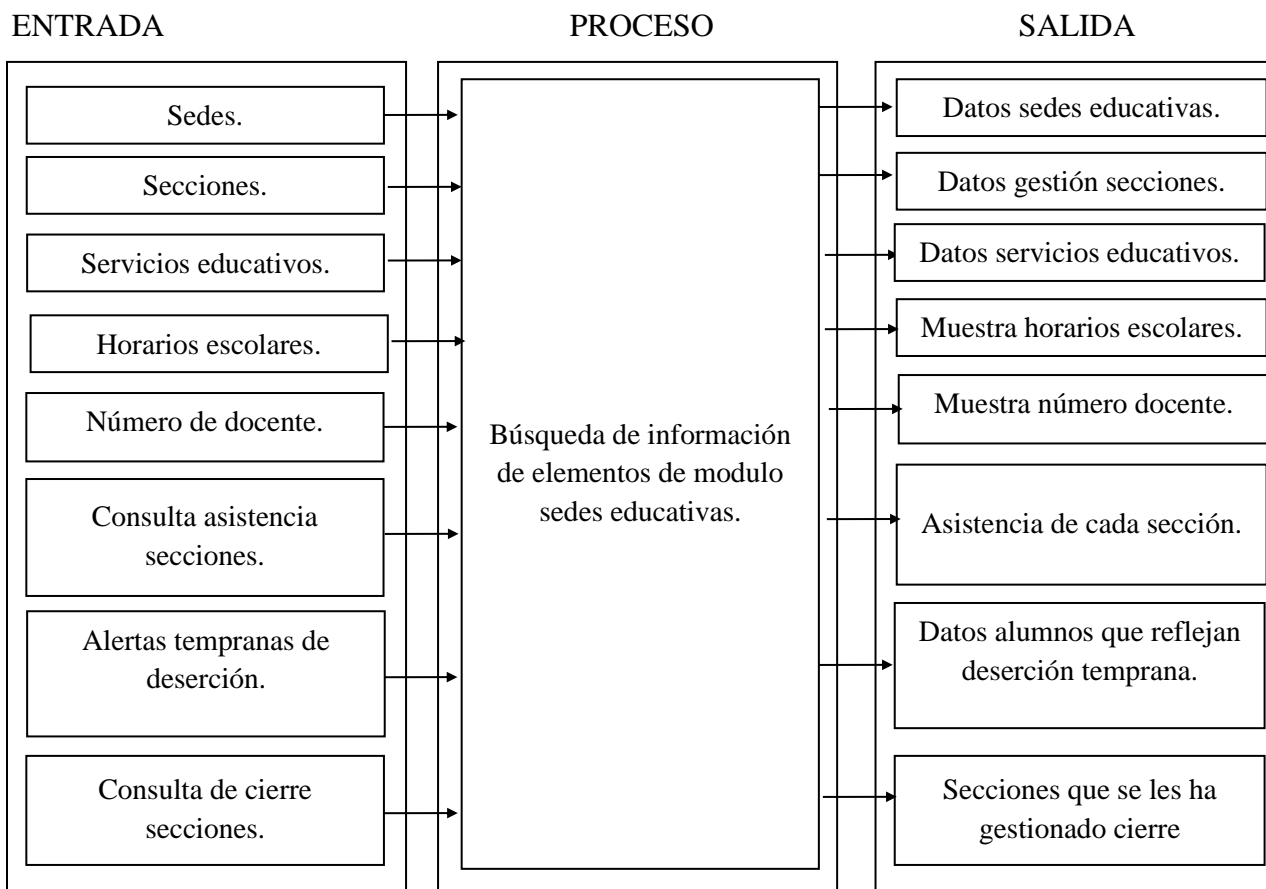 ENTRADA
PROCESO
SALIDA
Sedes.
Secciones.
Servicios educativos.
Horarios escolares.
Número de docente.
Consulta asistencia
secciones.
Alertas tempranas de
deserción.
Consulta de cierre
secciones.
Búsqueda de información
de elementos de modulo
sedes educativas.
Datos sedes educativas.
Datos gestión secciones.
Datos servicios educativos.
Muestra horarios escolares.
Muestra número docente.
Asistencia de cada sección.
Datos alumnos que reflejan
deserción temprana.
Secciones que se les ha
gestionado cierre